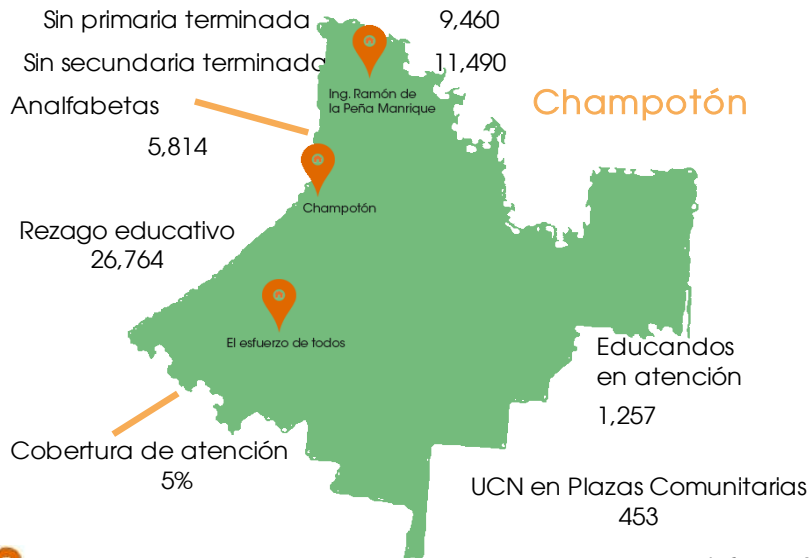 Sin primaria terminada 9,460
Sin secundaria terminada 11,490
Analfabetas
5,814
Ing. Ramón de
la Peña Manrique
Champotón
Champotón
Rezago educativo
26,764
El esfuerzo de todos
Educandos
en atención
1,257
Cobertura de atención
5%
UCN en Plazas Comunitarias
453